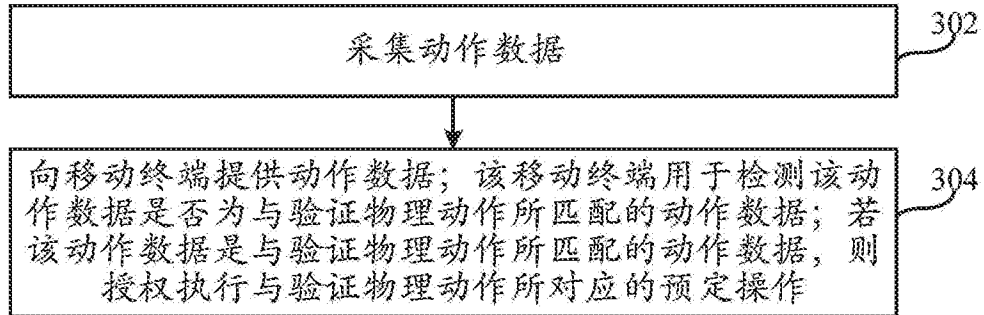 采集动作数据
302
向移动终端提供动作数据；该移动终端用于检测该动
作数据是否为与验证物理动作所匹配的动作数据；若
该动作数据是与验证物理动作所匹配的动作数据，则
授权执行与验证物理动作所对应的预定操作
304